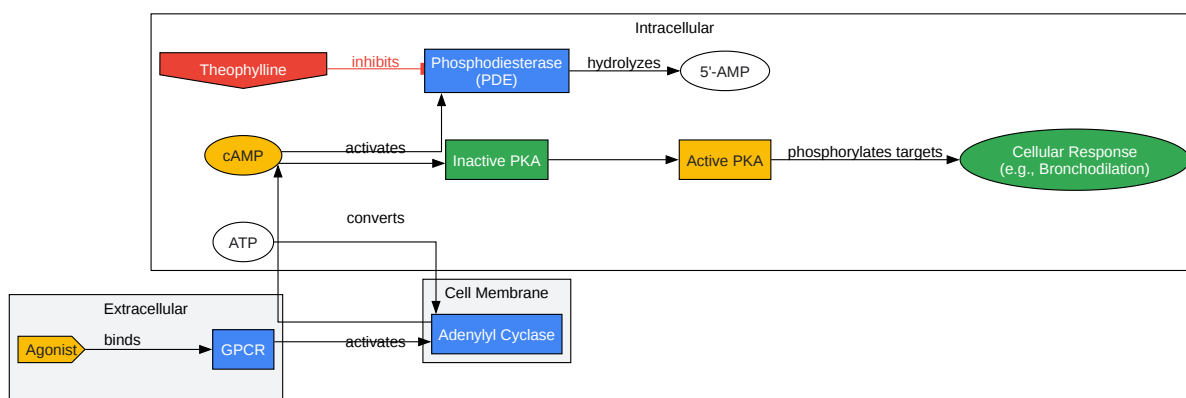 Intracellular
Theophylline
inhibits
Phosphodiesterase
(PDE)
hydrolyzes
5'-AMP
cAMP
activates
Inactive PKA
Active PKA
phosphorylates targets
Cellular Response
(e.g., Bronchodilation)
ATP
converts
Cell Membrane
Adenylyl Cyclase
Extracellular
Agonist
binds
GPCR
activates